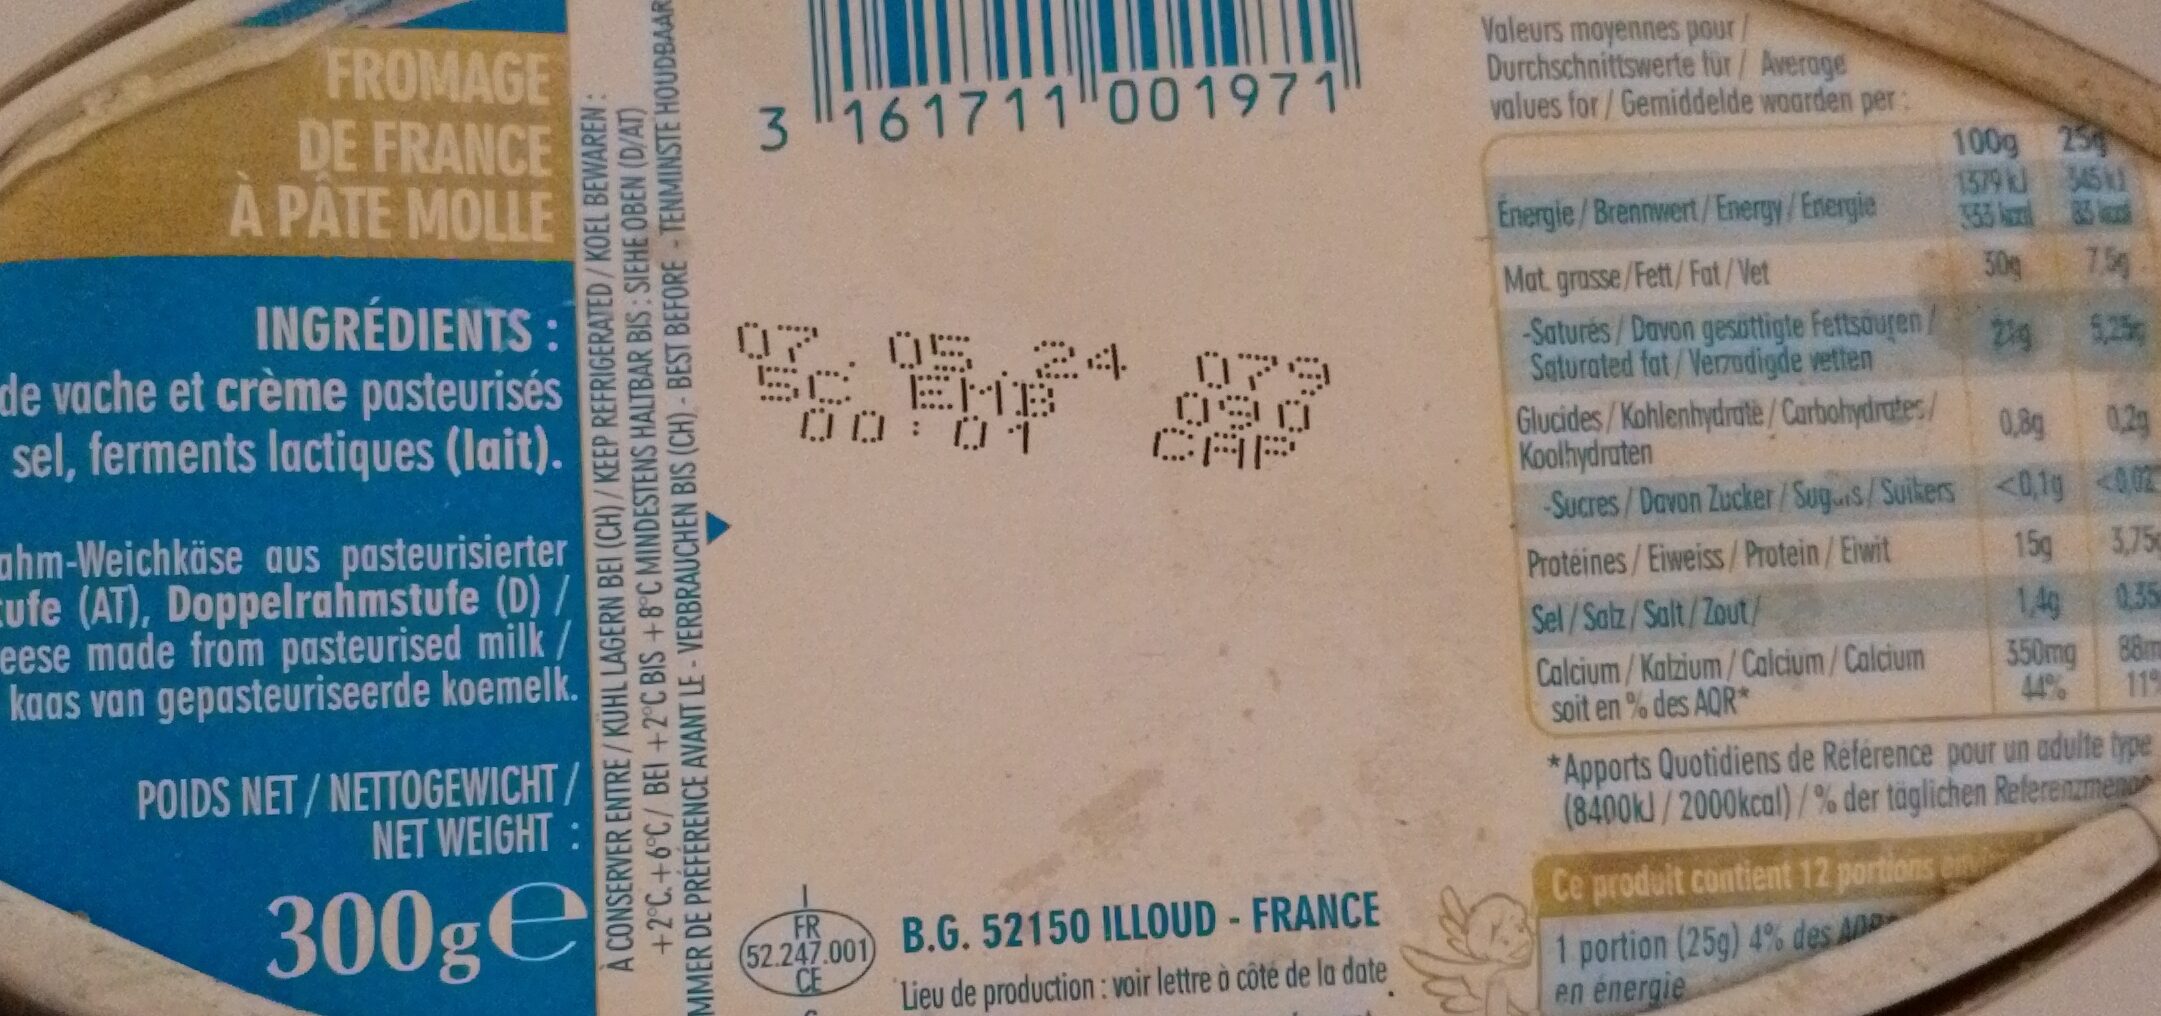 FROMAGE
DE FRANCE
À PÂTE MOLLE
INGRÉDIENTS :
de vache et crème pasteurisés
sel, ferments lactiques (lait).
ahm-Weichkäse aus pasteurisierter
tufe (AT), Doppelrahmstufe (D) /
eese made from pasteurised milk /
kaas van gepasteuriseerde koemelk.
POIDS NET / NETTOGEWICHT /
NET WEIGHT :
300g e
À CONSERVER ENTRE / KÜHL LAGERN BEI (CH) / KEEP REFRIGERATED / KOEL BEWAREN :
+2°C.+6°C / BEI +2°C BIS +8°C MINDESTENS HALTBAR BIS : SIEHE OBEN (D/AT)
MMER DE PRÉFÉRENCE AVANT LE - VERBRAUCHEN BIS (CH) - BEST BEFORE - TENMINSTE HOUDBAAR
3 161711 001971
07. 05. 24 079
SC EMB 090
00:01 CAP
FR
52.247.001
CE
B.G. 52150 ILLOUD - FRANCE
Lieu de production : voir lettre à côté de la date
Valeurs moyennes pour /
Durchschnittswerte für / Average
values for / Gemiddelde waarden per :
100g 25g
Énergie / Brennwert / Energy / Energie 1379 kJ 345 kJ
333 kcal 83 kcal
Mat. grasse / Fett / Fat / Vet 30g 7,5g
-Saturés / Davon gesättigte Fettsäuren /
Saturated fat / Verzadigde vetten 21g 5,25g
Glucides / Kohlenhydrate / Carbohydrates /
Koolhydraten 0,8g 0,2g
-Sucres / Davon Zucker / Sugars / Suikers <0,1g <0,02
Protéines / Eiweiss / Protein / Eiwit 15g 3,75g
Sel / Salz / Salt / Zout / 1,4g 0,35
Calcium / Kalzium / Calcium / Calcium 350mg 88m
soit en % des AQR* 44% 11%
*Apports Quotidiens de Référence pour un adulte type
(8400kJ / 2000kcal) / % der täglichen Referenzmenge
Ce produit contient 12 portions
1 portion (25g) 4% des AQR
en énergie